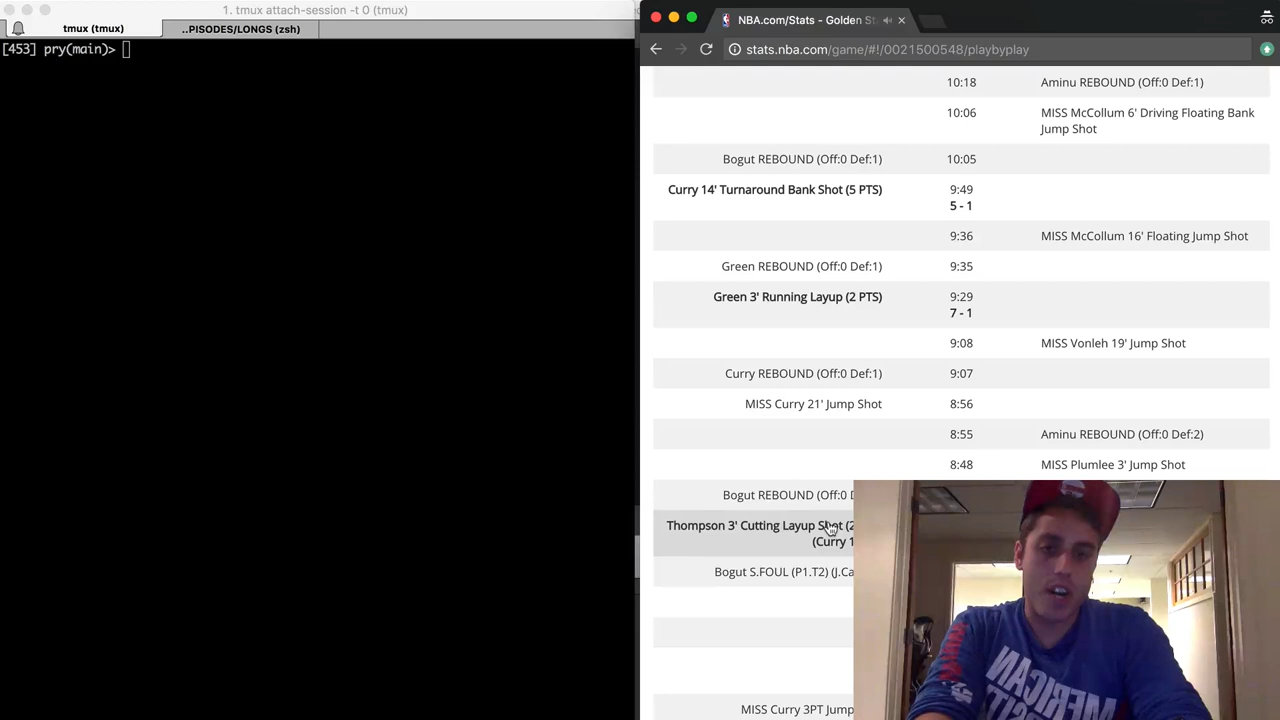 1. tmux attach-session -t 0 (tmux)
tmux (tmux)
..PISODES/LONGS (zsh)
[453] pry(main)>
NBA.com/Stats - Golden St
stats.nba.com/game/#!/0021500548/playbyplay
10:18 Aminu REBOUND (Off:0 Def:1)
10:06 MISS McCollum 6' Driving Floating Bank
Jump Shot
Bogut REBOUND (Off:0 Def:1) 10:05
Curry 14' Turnaround Bank Shot (5 PTS) 9:49
5 - 1
9:36 MISS McCollum 16' Floating Jump Shot
Green REBOUND (Off:0 Def:1) 9:35
Green 3' Running Layup (2 PTS) 9:29
7 - 1
9:08 MISS Vonleh 19' Jump Shot
Curry REBOUND (Off:0 Def:1) 9:07
MISS Curry 21' Jump Shot 8:56
8:55 Aminu REBOUND (Off:0 Def:2)
8:48 MISS Plumlee 3' Jump Shot
Bogut REBOUND (Off:0
Thompson 3' Cutting Layup Shot (2
(Curry 1
Bogut S.FOUL (P1.T2) (J.Ca
MISS Curry 3PT Jump